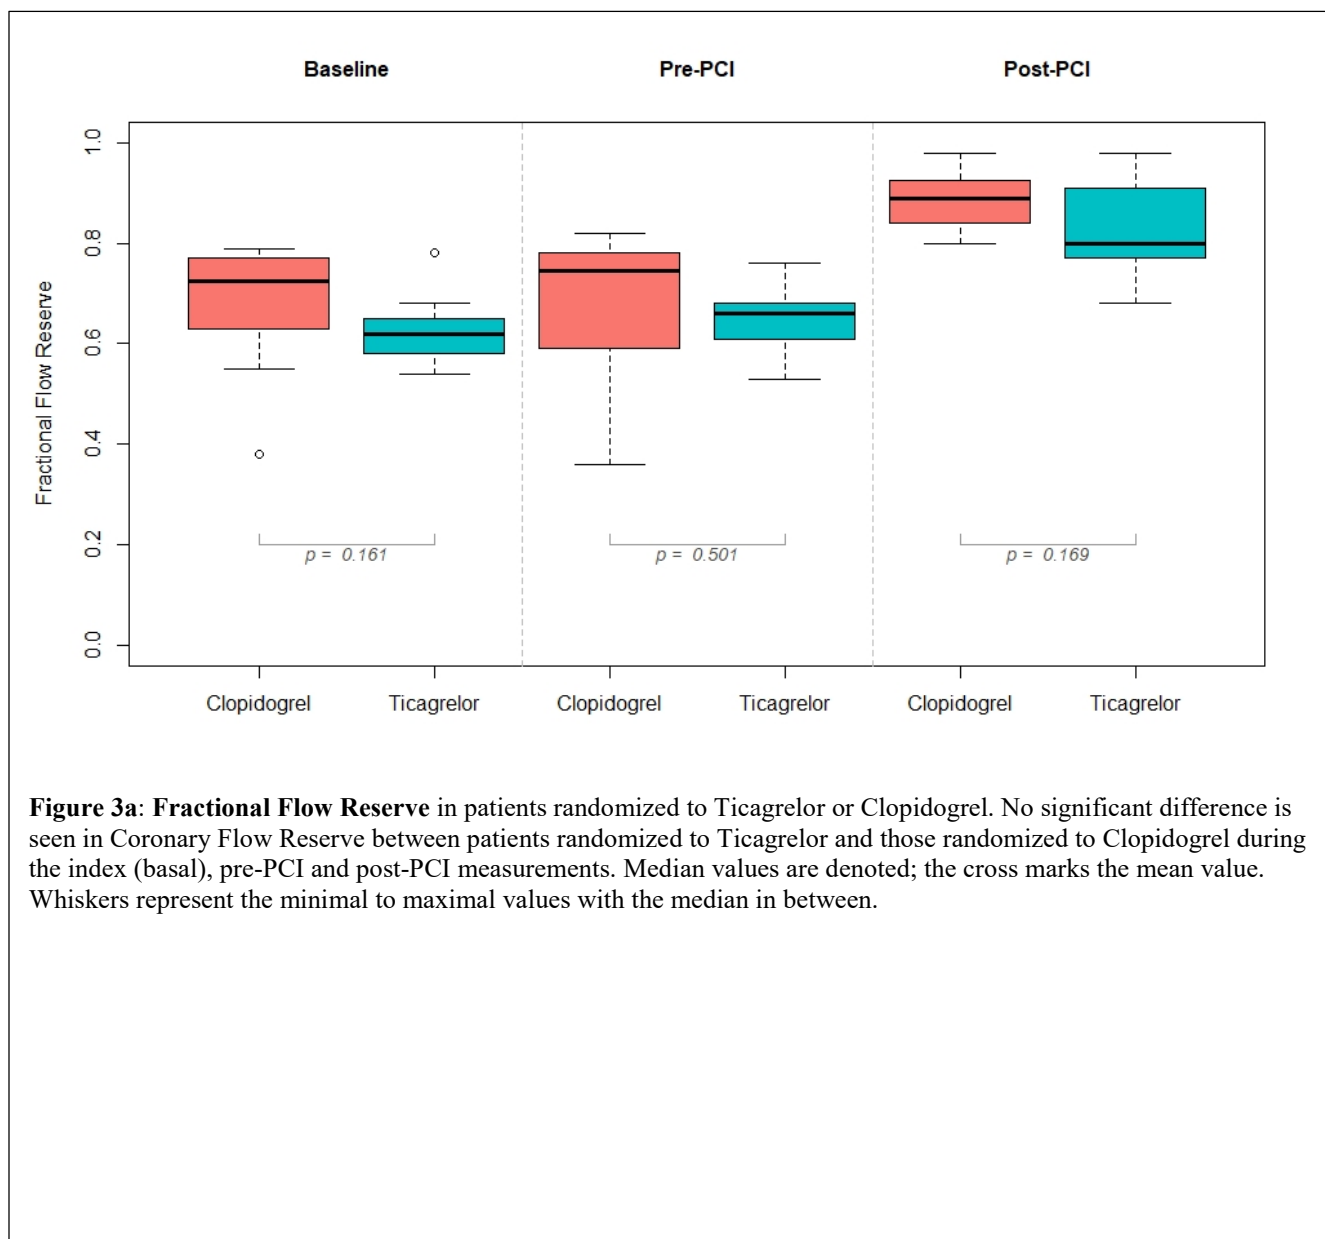 Baseline Pre-PCI Post-PCI
Fractional Flow Reserve
1.0
0.8
0.6
0.4
0.2
0.0
p = 0.161 p = 0.501 p = 0.169
Clopidogrel Ticagrelor Clopidogrel Ticagrelor Clopidogrel Ticagrelor
Figure 3a: Fractional Flow Reserve in patients randomized to Ticagrelor or Clopidogrel. No significant difference is
seen in Coronary Flow Reserve between patients randomized to Ticagrelor and those randomized to Clopidogrel during
the index (basal), pre-PCI and post-PCI measurements. Median values are denoted; the cross marks the mean value.
Whiskers represent the minimal to maximal values with the median in between.